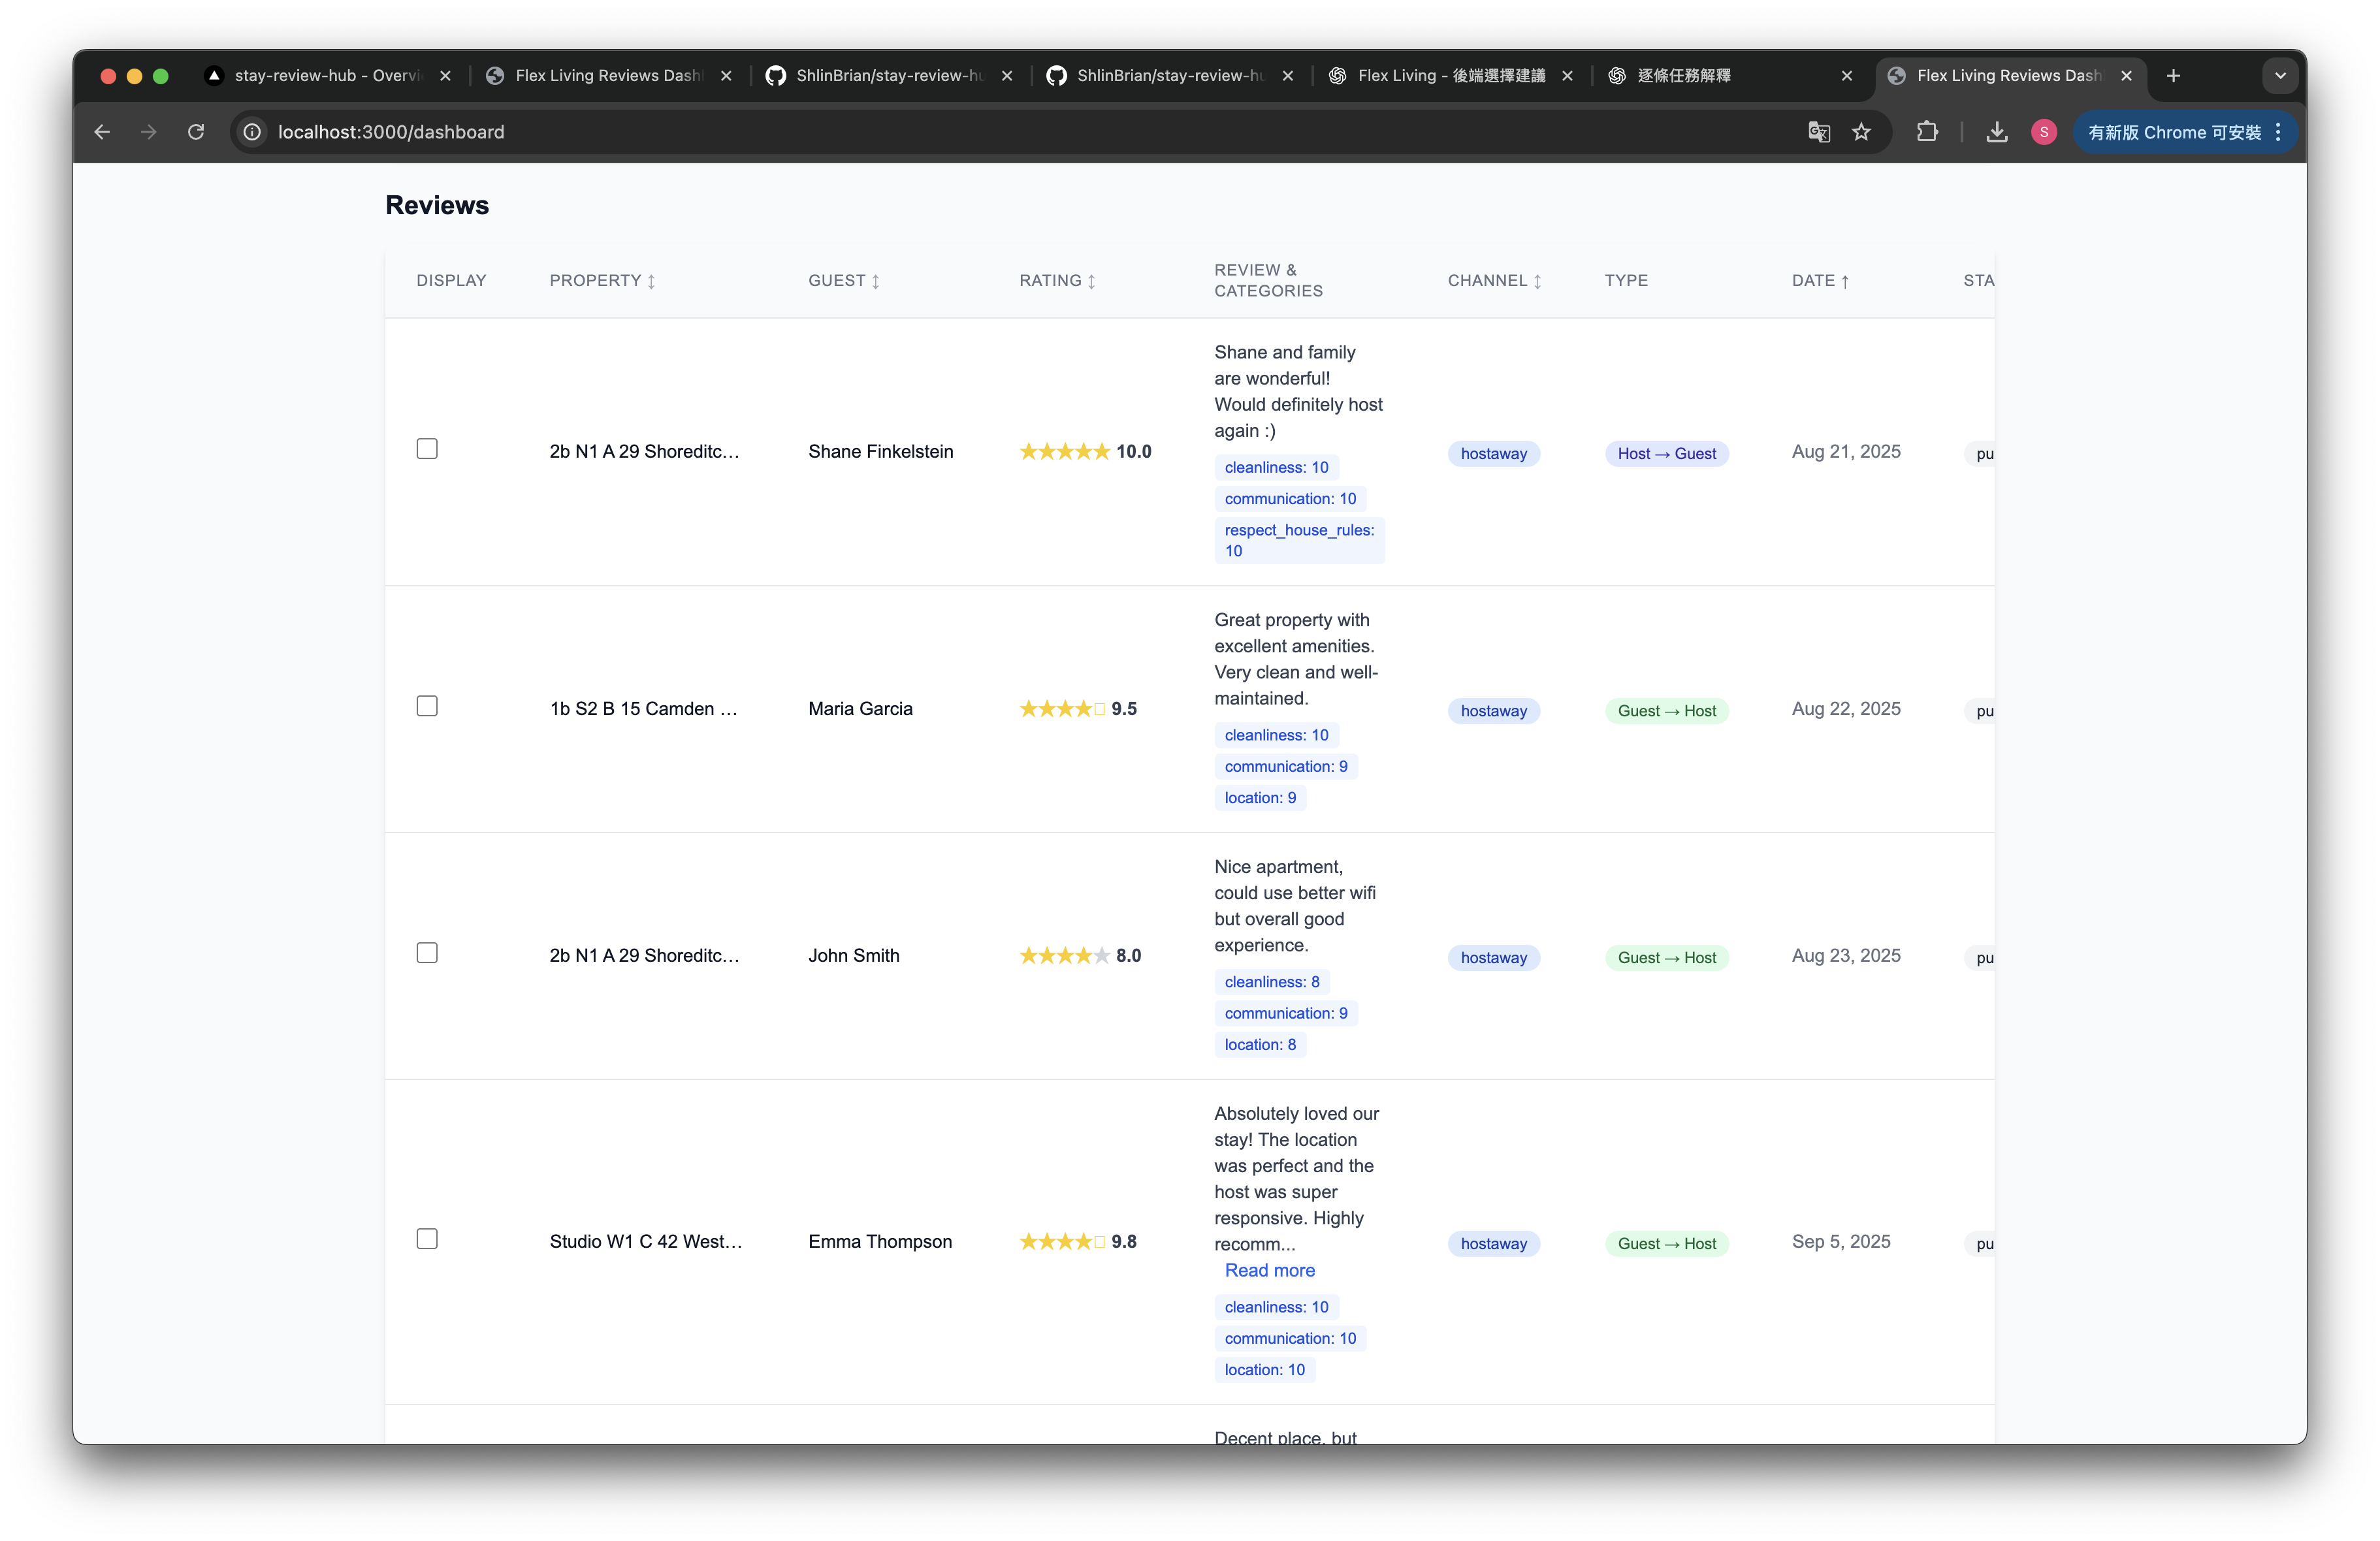 stay-review-hub - Overvi
Flex Living Reviews Dash
ShlinBrian/stay-review-hu
ShlinBrian/stay-review-hu
Flex Living - 後端選擇建議
逐條任務解釋
Flex Living Reviews Dash
localhost:3000/dashboard
S
有新版 Chrome 可安裝
Reviews
DISPLAY
PROPERTY ↕
GUEST ↕
RATING ↕
REVIEW &
CATEGORIES
CHANNEL ↕
TYPE
DATE ↑
STA
2b N1 A 29 Shoreditc…
Shane Finkelstein
★★★★★ 10.0
Shane and family
are wonderful!
Would definitely host
again :)
cleanliness: 10
communication: 10
respect_house_rules:
10
hostaway
Host → Guest
Aug 21, 2025
pu
1b S2 B 15 Camden …
Maria Garcia
★★★★ 9.5
Great property with
excellent amenities.
Very clean and well-
maintained.
cleanliness: 10
communication: 9
location: 9
hostaway
Guest → Host
Aug 22, 2025
pu
2b N1 A 29 Shoreditc…
John Smith
★★★★★ 8.0
Nice apartment,
could use better wifi
but overall good
experience.
cleanliness: 8
communication: 9
location: 8
hostaway
Guest → Host
Aug 23, 2025
pu
Studio W1 C 42 West…
Emma Thompson
★★★★ 9.8
Absolutely loved our
stay! The location
was perfect and the
host was super
responsive. Highly
recomm...
Read more
cleanliness: 10
communication: 10
location: 10
hostaway
Guest → Host
Sep 5, 2025
pu
Decent place, but